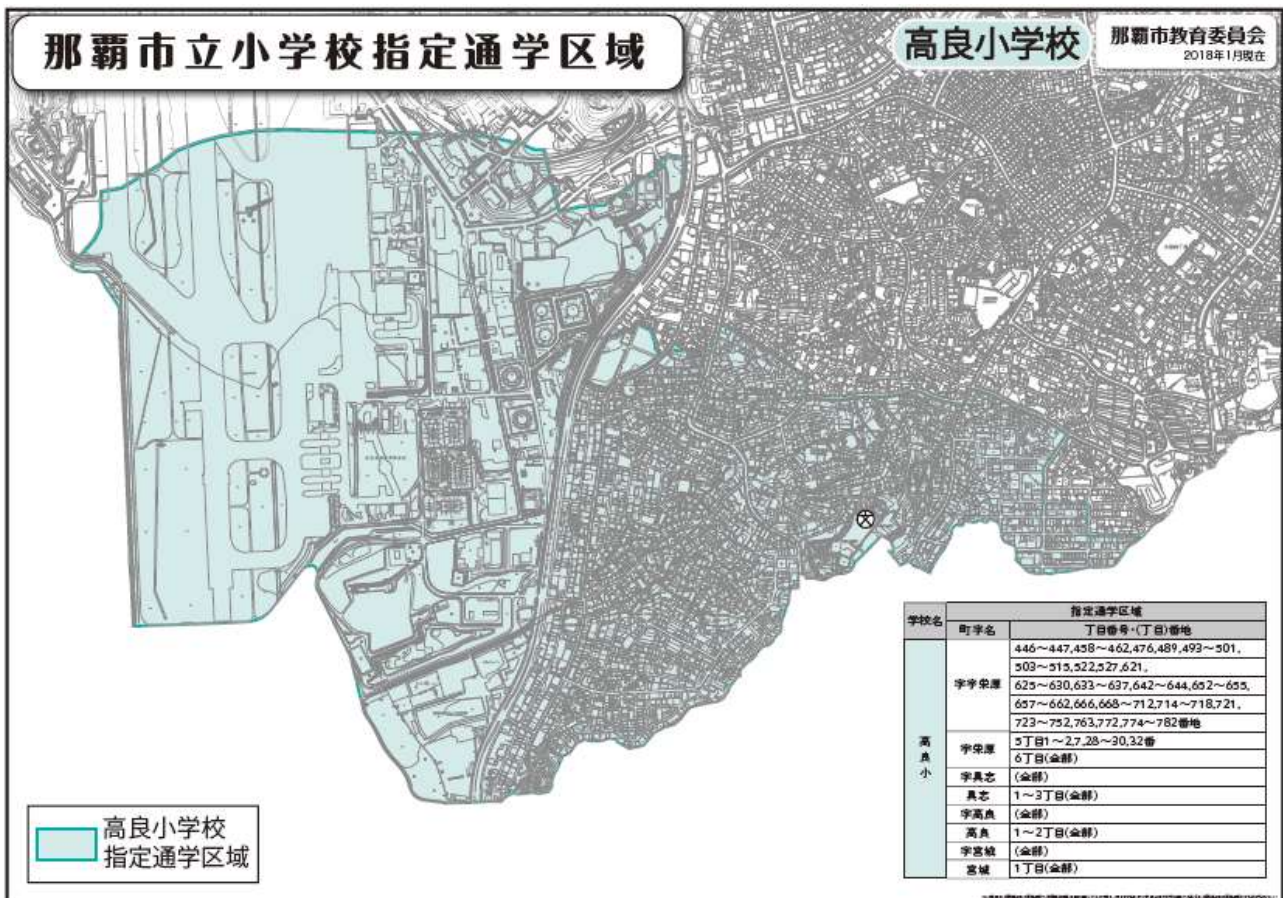 那覇市立小学校指定通学区域
高良小学校
那覇市教育委員会
2018年1月現在
学校名
指定通学区域
町字名
丁目番号・(丁目)番地
高良小
字宇栄原
446〜447,458〜462,476,489,493〜501,
503〜515,522,527,621,
625〜630,633〜637,642〜644,652〜655,
657〜662,666,668〜712,714〜718,721,
723〜752,763,772,774〜782番地
宇栄原
5丁目1〜2,7,28〜30,32番
6丁目(全部)
字具志
(全部)
具志
1〜3丁目(全部)
字高良
(全部)
高良
1〜2丁目(全部)
字宮城
(全部)
宮城
1丁目(全部)
高良小学校
指定通学区域